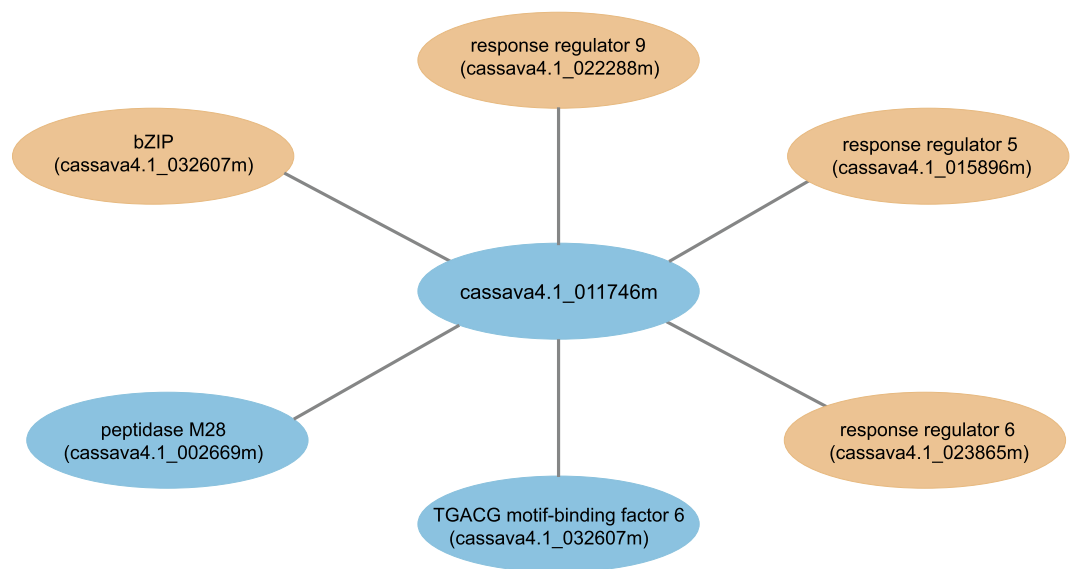 response regulator 9
(cassava4.1_022288m)
bZIP
(cassava4.1_032607m)
response regulator 5
(cassava4.1_015896m)
cassava4.1_011746m
peptidase M28
(cassava4.1_002669m)
response regulator 6
(cassava4.1_023865m)
TGACG motif-binding factor 6
(cassava4.1_032607m)